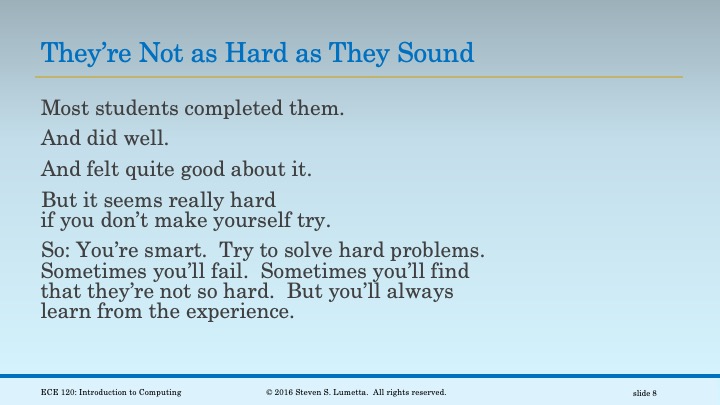 They’re Not as Hard as They Sound
Most students completed them.
And did well.
And felt quite good about it.
But it seems really hard
if you don’t make yourself try.
So: You’re smart.  Try to solve hard problems.
Sometimes you’ll fail.  Sometimes you’ll find
that they’re not so hard.  But you’ll always
learn from the experience.
ECE 120: Introduction to Computing
© 2016 Steven S. Lumetta.  All rights reserved.
slide 8